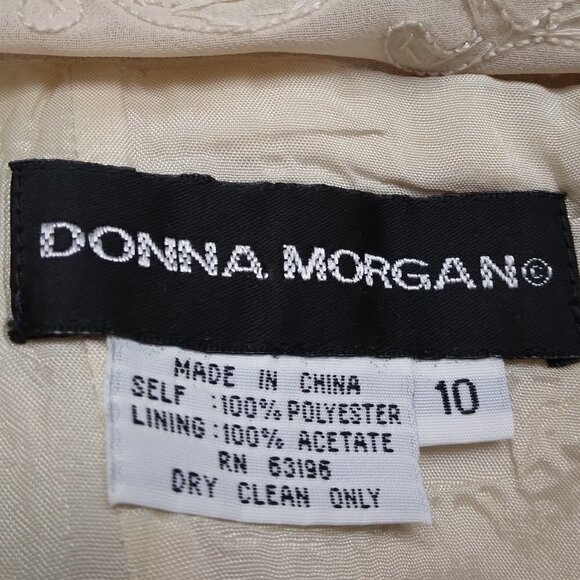 DONNA MORGAN©
MADE IN CHINA
SELF :100% POLYESTER
LINING :100% ACETATE
RN 63196
DRY CLEAN ONLY
10